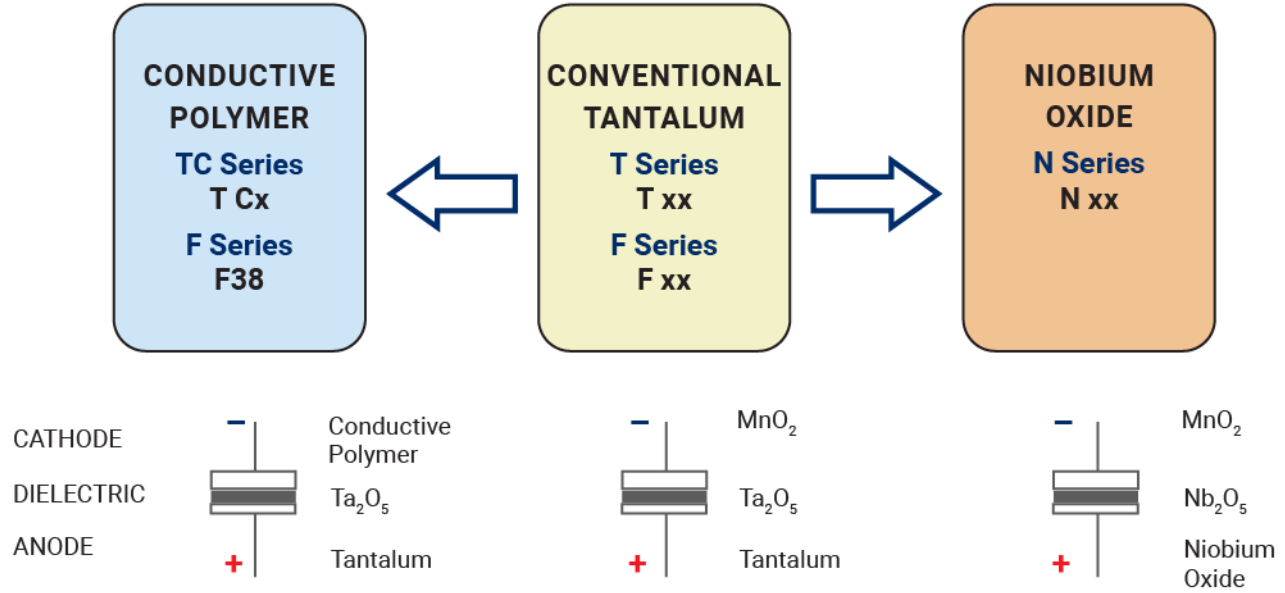 CONDUCTIVE
POLYMER
TC Series
T Cx
F Series
F38
CONVENTIONAL
TANTALUM
T Series
T xx
F Series
F xx
NIOBIUM
OXIDE
N Series
N xx
CATHODE
DIELECTRIC
ANODE
−
+
Conductive
Polymer
Ta₂O₅
Tantalum
−
+
MnO₂
Ta₂O₅
Tantalum
−
+
MnO₂
Nb₂O₅
Niobium
Oxide